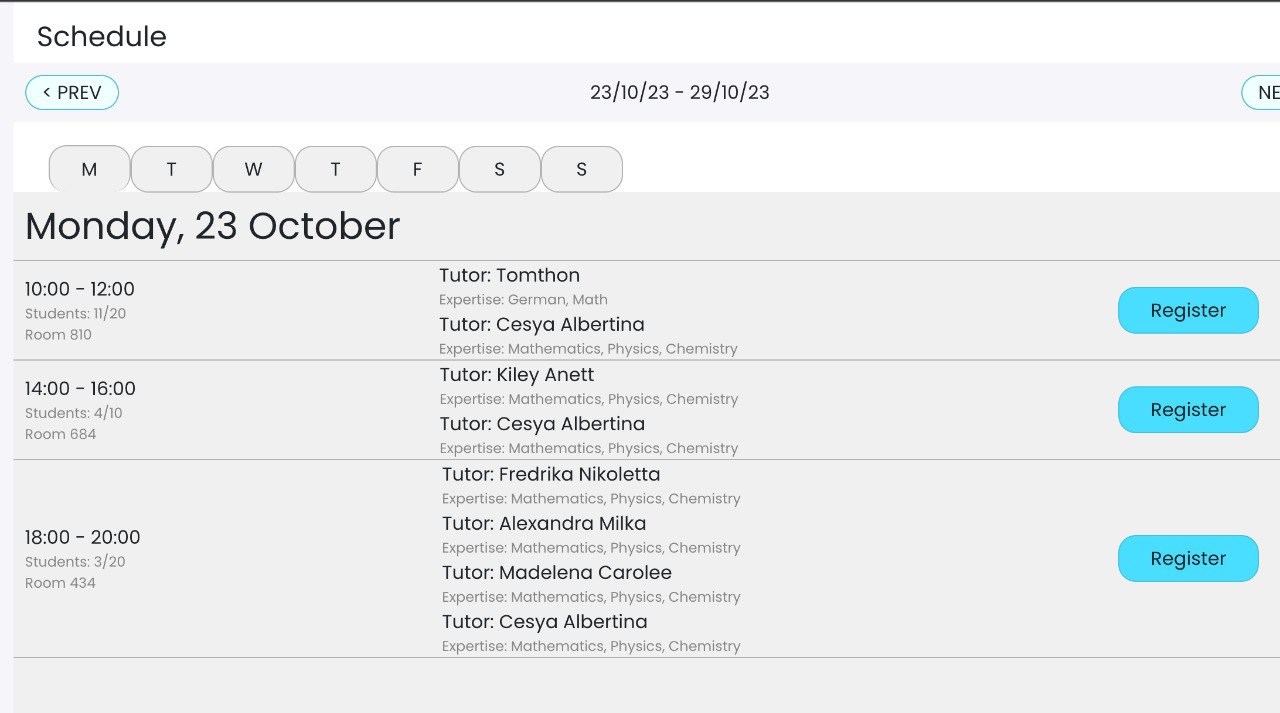 Schedule
< PREV
23/10/23 - 29/10/23
NE
M T W T F S S
Monday, 23 October
10:00 - 12:00
Students: 11/20
Room 810
Tutor: Tomthon
Expertise: German, Math
Tutor: Cesya Albertina
Expertise: Mathematics, Physics, Chemistry
Register
14:00 - 16:00
Students: 4/10
Room 684
Tutor: Kiley Anett
Expertise: Mathematics, Physics, Chemistry
Tutor: Cesya Albertina
Expertise: Mathematics, Physics, Chemistry
Register
18:00 - 20:00
Students: 3/20
Room 434
Tutor: Fredrika Nikoletta
Expertise: Mathematics, Physics, Chemistry
Tutor: Alexandra Milka
Expertise: Mathematics, Physics, Chemistry
Tutor: Madelena Carolee
Expertise: Mathematics, Physics, Chemistry
Tutor: Cesya Albertina
Expertise: Mathematics, Physics, Chemistry
Register